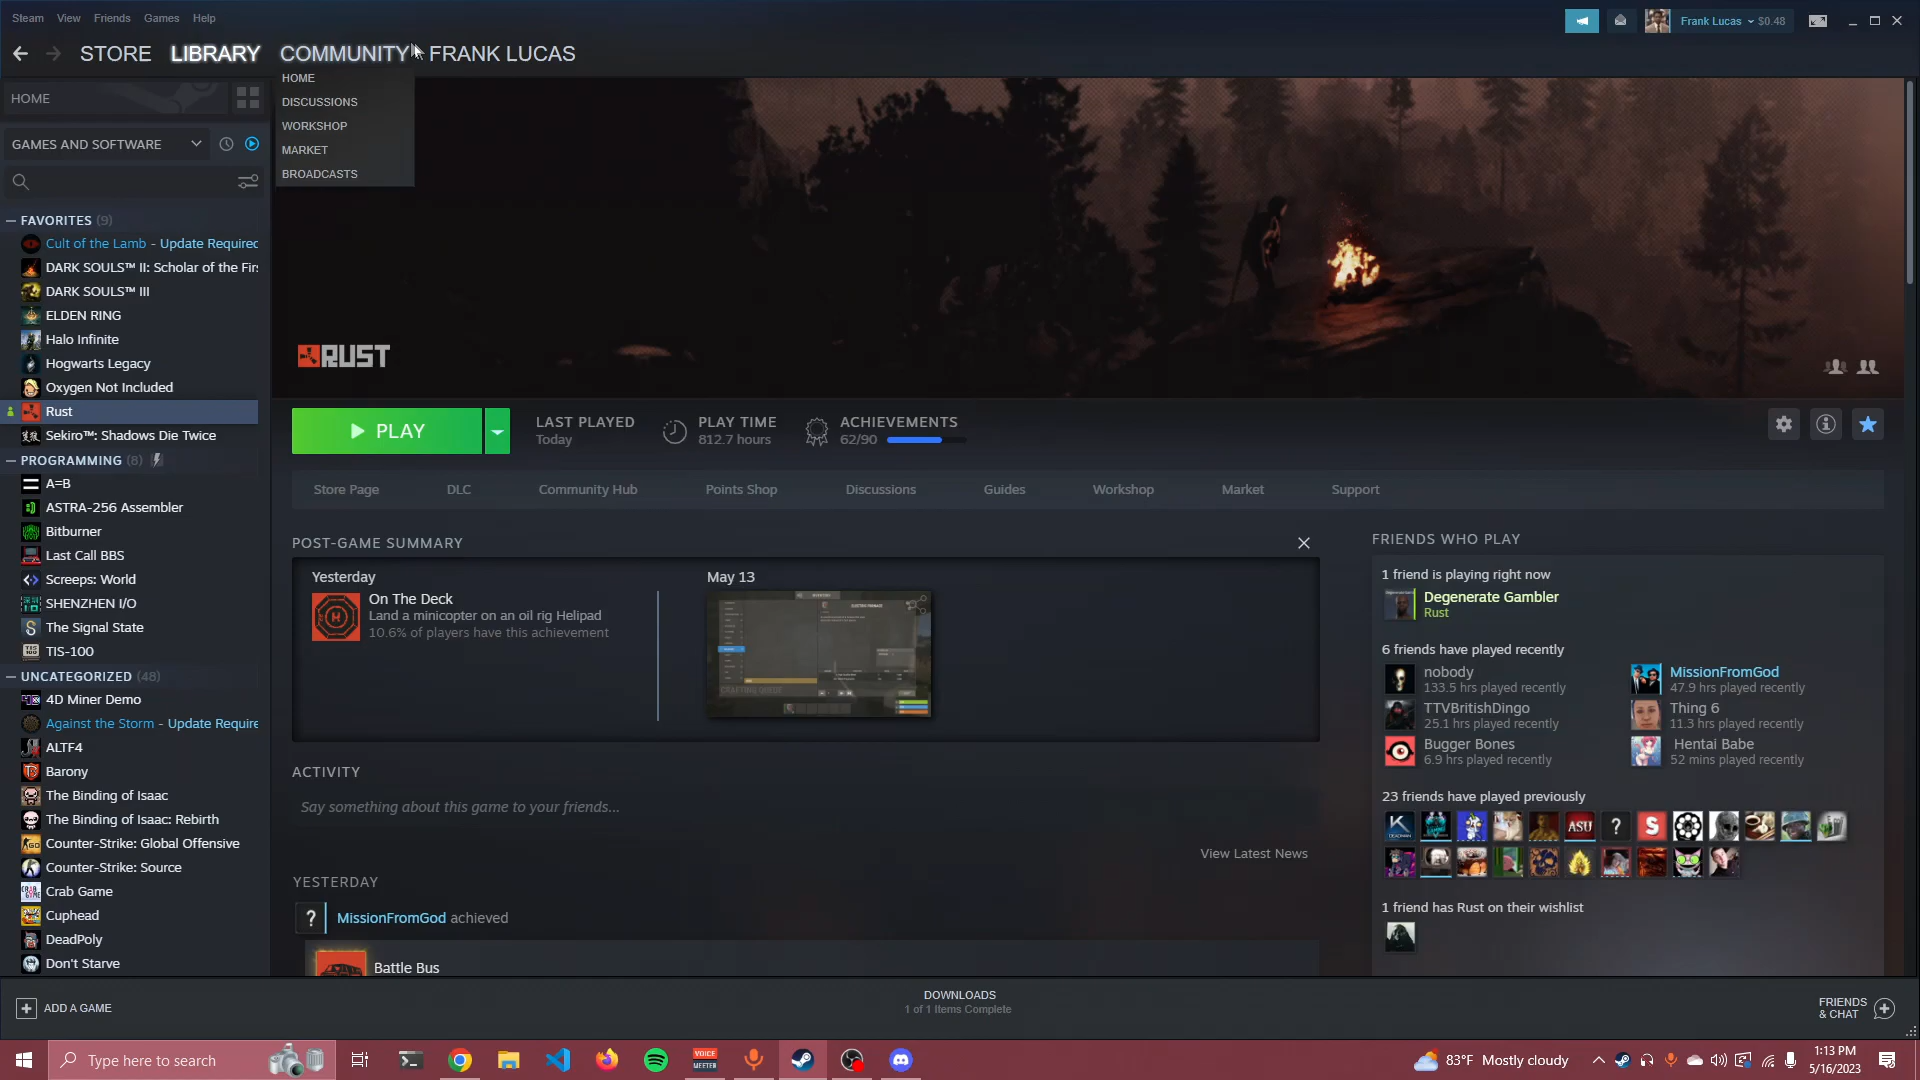 Steam View Friends Games Help
Frank Lucas $0.48
STORE LIBRARY COMMUNITY FRANK LUCAS
HOME
DISCUSSIONS
WORKSHOP
MARKET
BROADCASTS
HOME
GAMES AND SOFTWARE
FAVORITES (9)
Cult of the Lamb - Update Required
DARK SOULS™ II: Scholar of the Firs
DARK SOULS™ III
ELDEN RING
Halo Infinite
Hogwarts Legacy
Oxygen Not Included
Rust
Sekiro™: Shadows Die Twice
PROGRAMMING (8)
A=B
ASTRA-256 Assembler
Bitburner
Last Call BBS
Screeps: World
SHENZHEN I/O
The Signal State
TIS-100
UNCATEGORIZED (48)
4D Miner Demo
Against the Storm - Update Require
ALTF4
Barony
The Binding of Isaac
The Binding of Isaac: Rebirth
Counter-Strike: Global Offensive
Counter-Strike: Source
Crab Game
Cuphead
DeadPoly
Don't Starve
RUST
PLAY
LAST PLAYED
Today
PLAY TIME
812.7 hours
ACHIEVEMENTS
62/90
Store Page DLC Community Hub Points Shop Discussions Guides Workshop Market Support
POST-GAME SUMMARY
Yesterday
On The Deck
Land a minicopter on an oil rig Helipad
10.6% of players have this achievement
May 13
ACTIVITY
Say something about this game to your friends...
View Latest News
YESTERDAY
? MissionFromGod achieved
Battle Bus
FRIENDS WHO PLAY
1 friend is playing right now
Degenerate Gambler
Rust
6 friends have played recently
nobody
133.5 hrs played recently
MissionFromGod
47.9 hrs played recently
TTVBritishDingo
25.1 hrs played recently
Thing 6
11.3 hrs played recently
Bugger Bones
6.9 hrs played recently
Hentai Babe
52 mins played recently
23 friends have played previously
ASU ? S
1 friend has Rust on their wishlist
ADD A GAME
DOWNLOADS
1 of 1 Items Complete
FRIENDS
& CHAT
Type here to search
VOICE
MEETER
83°F Mostly cloudy
1:13 PM
5/16/2023